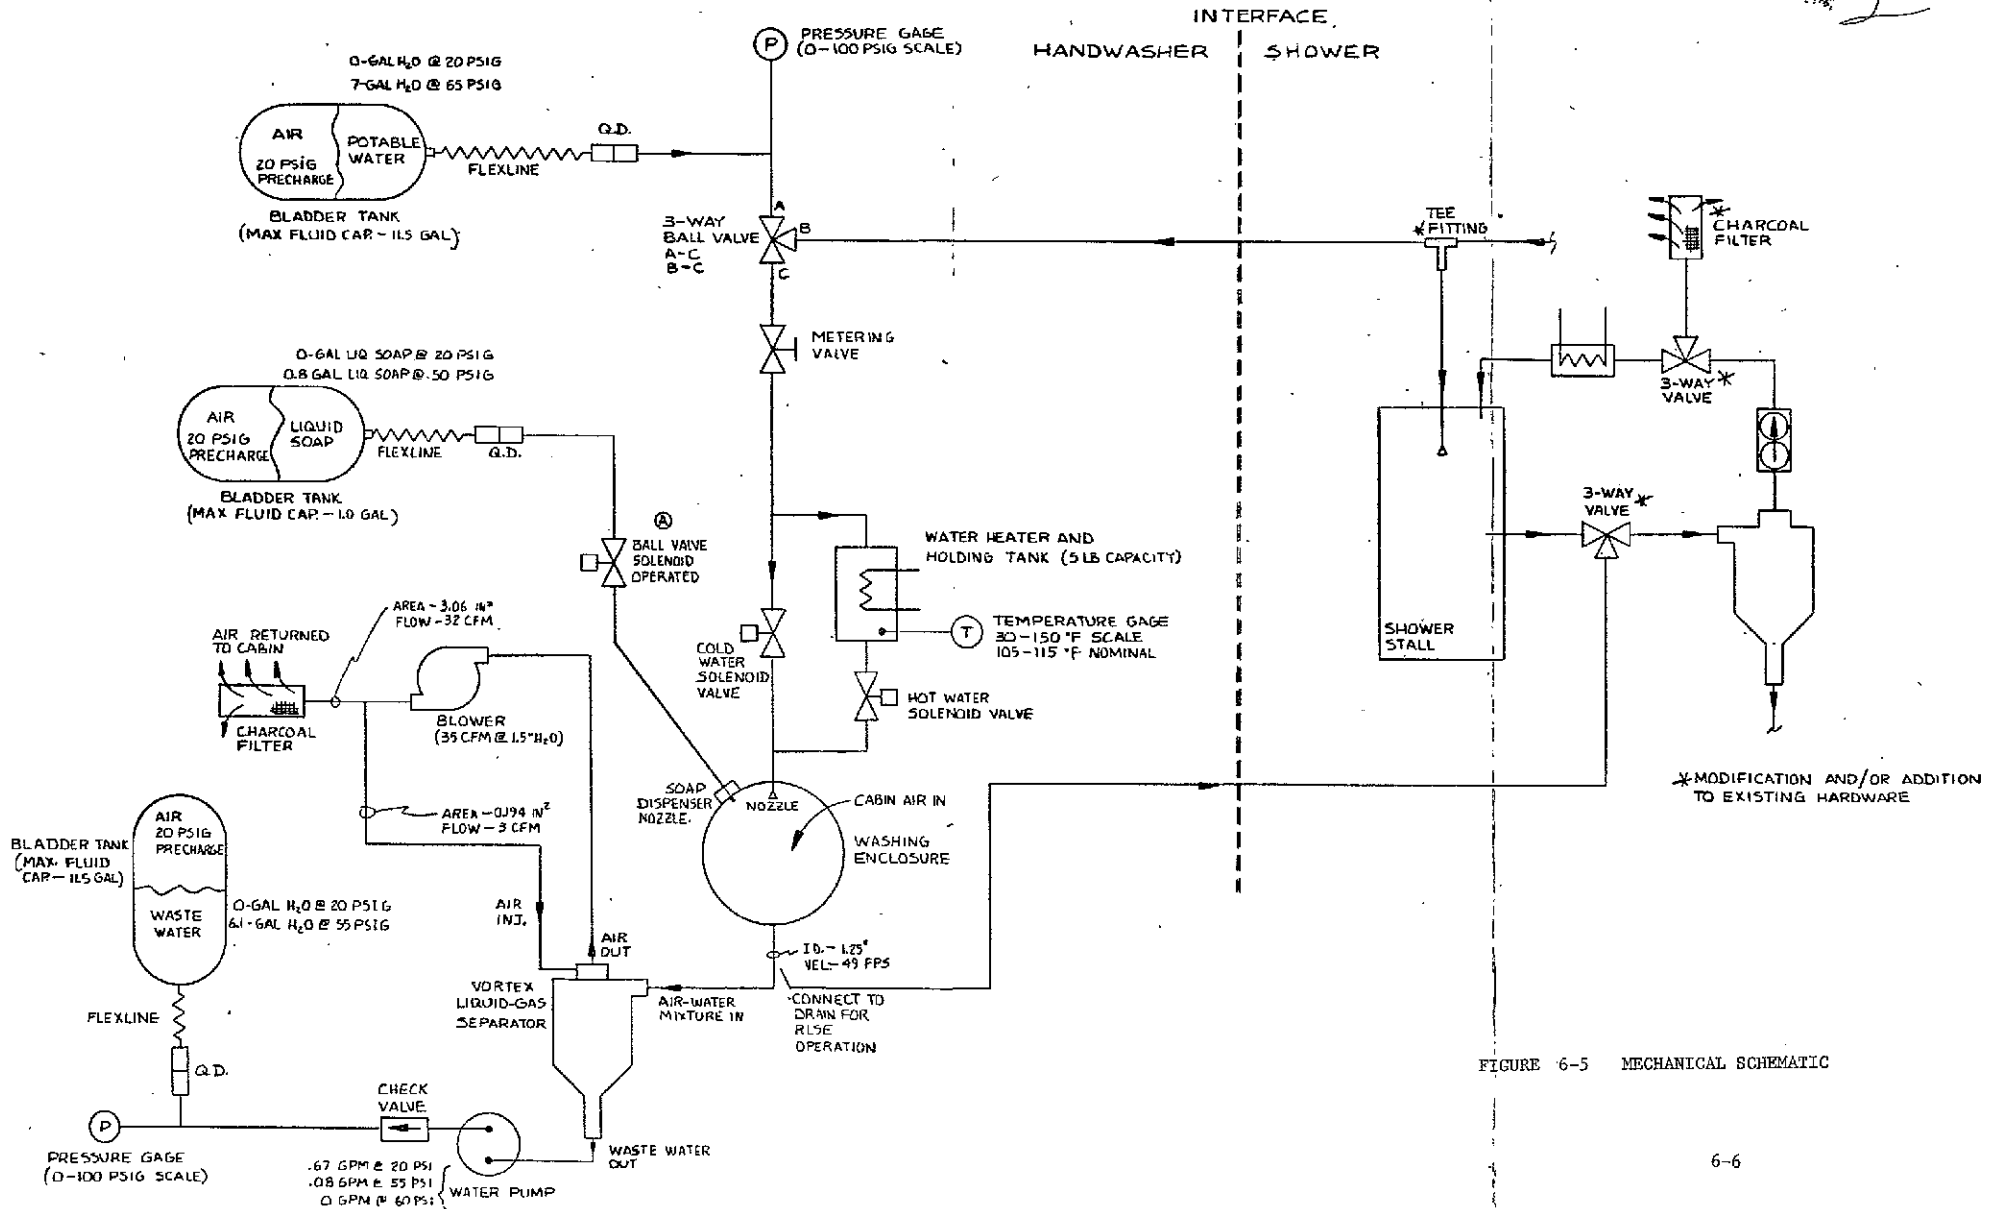 INTERFACE
HANDWASHER
SHOWER
P
PRESSURE GAGE
(0-100 PSIG SCALE)
0-GAL H₂O @ 20 PSIG
7-GAL H₂O @ 65 PSIG
AIR
20 PSIG
PRECHARGE
POTABLE
WATER
FLEXLINE
Q.D.
BLADDER TANK
(MAX FLUID CAP. - 11.5 GAL)
3-WAY
BALL VALVE
A-C
B-C
A
B
C
TEE
* FITTING
*
CHARCOAL
FILTER
METERING
VALVE
3-WAY *
VALVE
0-GAL LIQ SOAP @ 20 PSIG
0.8 GAL LIQ SOAP @ 50 PSIG
AIR
20 PSIG
PRECHARGE
LIQUID
SOAP
FLEXLINE
Q.D.
BLADDER TANK
(MAX FLUID CAP. - 1.0 GAL)
A
BALL VALVE
SOLENOID
OPERATED
WATER HEATER AND
HOLDING TANK (5 LB CAPACITY)
3-WAY *
VALVE
T
TEMPERATURE GAGE
30-150 °F SCALE
105-115 °F NOMINAL
SHOWER
STALL
AREA - 3.06 IN²
FLOW - 32 CFM
AIR RETURNED
TO CABIN
COLD
WATER
SOLENOID
VALVE
HOT WATER
SOLENOID VALVE
CHARCOAL
FILTER
BLOWER
(35 CFM @ 1.5" H₂O)
SOAP
DISPENSER
NOZZLE.
NOZZLE
CABIN AIR IN
WASHING
ENCLOSURE
* MODIFICATION AND/OR ADDITION
TO EXISTING HARDWARE
AREA - 0.194 IN²
FLOW - 3 CFM
BLADDER TANK
(MAX. FLUID
CAP. - 11.5 GAL)
AIR
20 PSIG
PRECHARGE
WASTE
WATER
0-GAL H₂O @ 20 PSIG
6.1-GAL H₂O @ 55 PSIG
AIR
INJ.
AIR
OUT
I.D. - 1.25"
VEL. - 49 FPS
VORTEX
LIQUID-GAS
SEPARATOR
AIR-WATER
MIXTURE IN
CONNECT TO
DRAIN FOR
RISE
OPERATION
FLEXLINE
Q.D.
FIGURE 6-5 MECHANICAL SCHEMATIC
CHECK
VALVE
P
PRESSURE GAGE
(0-100 PSIG SCALE)
.67 GPM @ 20 PSI
.08 GPM @ 55 PSI
0 GPM @ 60 PSI
WATER PUMP
WASTE WATER
OUT
6-6